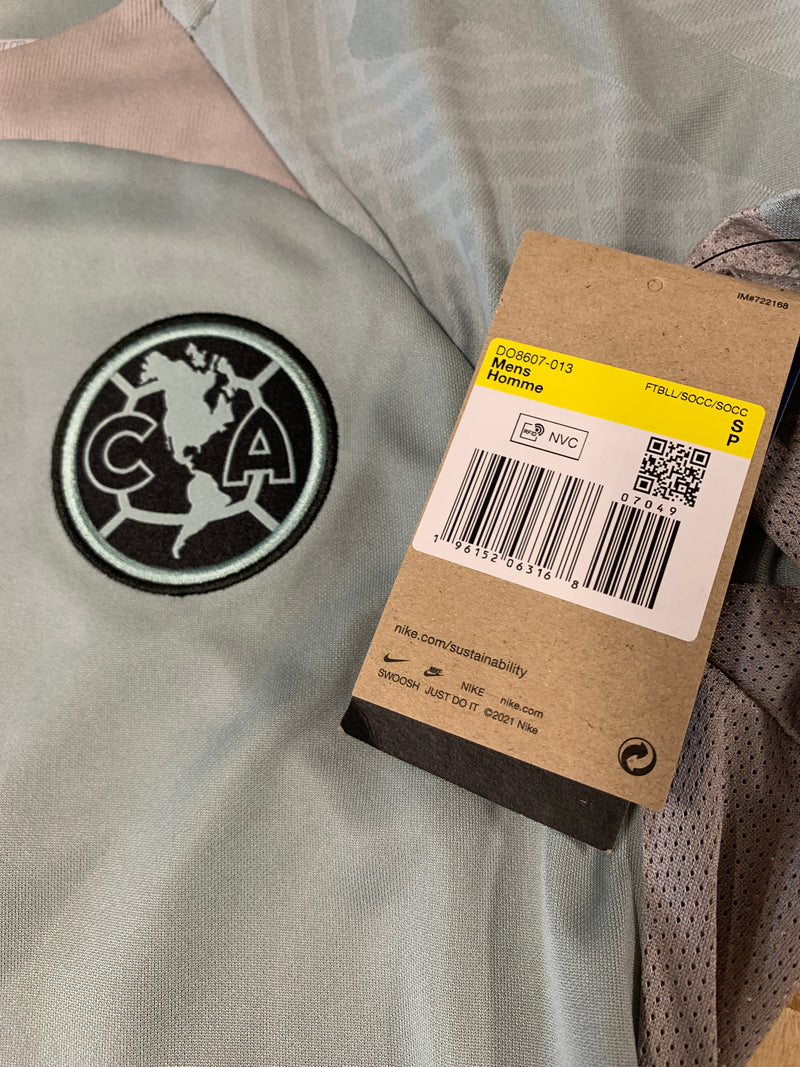 C A
IM#722168
DO8607-013
Mens
Homme
FTBLL/SOCC/SOCC
S
P
RFID NVC
07049
1 96152 06316 8
nike.com/sustainability
NIKE nike.com
SWOOSH JUST DO IT ©2021 Nike